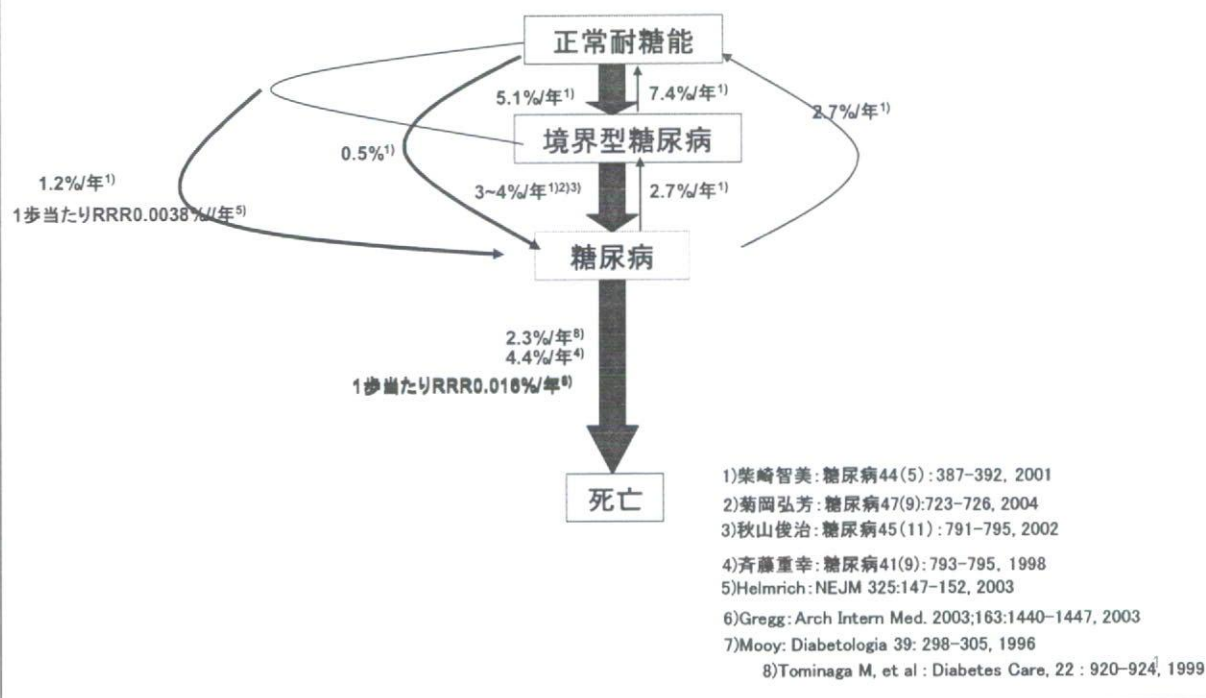 正常耐糖能
5.1%/年1)
7.4%/年1)
2.7%/年1)
境界型糖尿病
0.5%1)
1.2%/年1)
3~4%/年1)2)3)
2.7%/年1)
1歩当たりRRR0.0038%//年5)
糖尿病
2.3%/年8)
4.4%/年4)
1歩当たりRRR0.016%/年6)
死亡
1)柴崎智美:糖尿病44(5):387-392, 2001
2)菊岡弘芳:糖尿病47(9):723-726, 2004
3)秋山俊治:糖尿病45(11):791-795, 2002
4)斉藤重幸:糖尿病41(9):793-795, 1998
5)Helmrich:NEJM 325:147-152, 2003
6)Gregg:Arch Intern Med. 2003;163:1440-1447, 2003
7)Mooy: Diabetologia 39: 298-305, 1996
8)Tominaga M, et al : Diabetes Care, 22 : 920-924, 1999